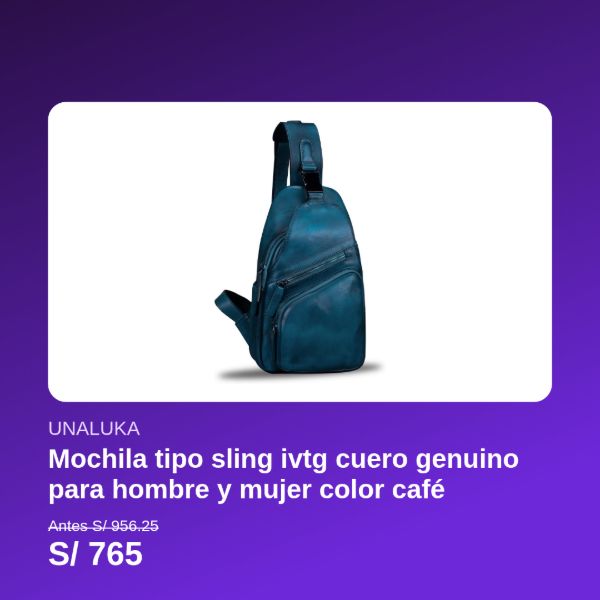 UNALUKA
Mochila tipo sling ivtg cuero genuino
para hombre y mujer color café
Antes S/ 956.25
S/ 765